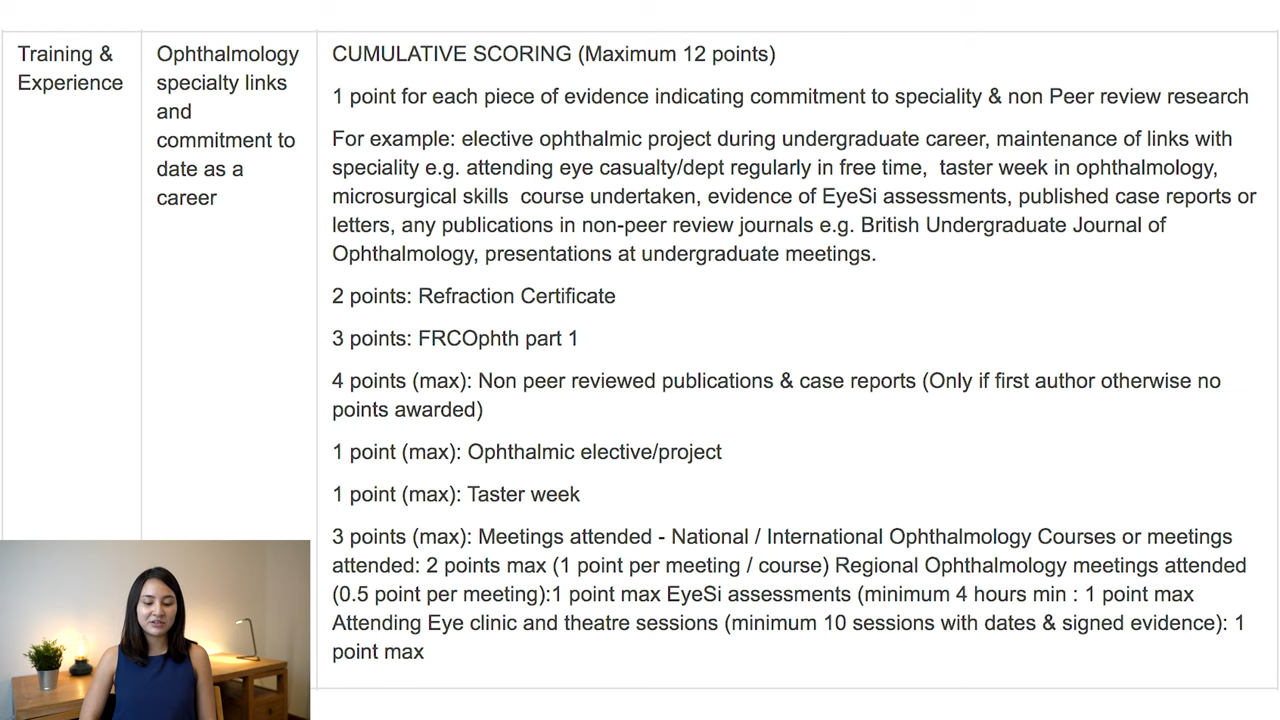 Training &
Experience
Ophthalmology
specialty links
and
commitment to
date as a
career
CUMULATIVE SCORING (Maximum 12 points)
1 point for each piece of evidence indicating commitment to speciality & non Peer review research
For example: elective ophthalmic project during undergraduate career, maintenance of links with
speciality e.g. attending eye casualty/dept regularly in free time,  taster week in ophthalmology,
microsurgical skills  course undertaken, evidence of EyeSi assessments, published case reports or
letters, any publications in non-peer review journals e.g. British Undergraduate Journal of
Ophthalmology, presentations at undergraduate meetings.
2 points: Refraction Certificate
3 points: FRCOphth part 1
4 points (max): Non peer reviewed publications & case reports (Only if first author otherwise no
points awarded)
1 point (max): Ophthalmic elective/project
1 point (max): Taster week
3 points (max): Meetings attended - National / International Ophthalmology Courses or meetings
attended: 2 points max (1 point per meeting / course) Regional Ophthalmology meetings attended
(0.5 point per meeting):1 point max EyeSi assessments (minimum 4 hours min : 1 point max
Attending Eye clinic and theatre sessions (minimum 10 sessions with dates & signed evidence): 1
point max